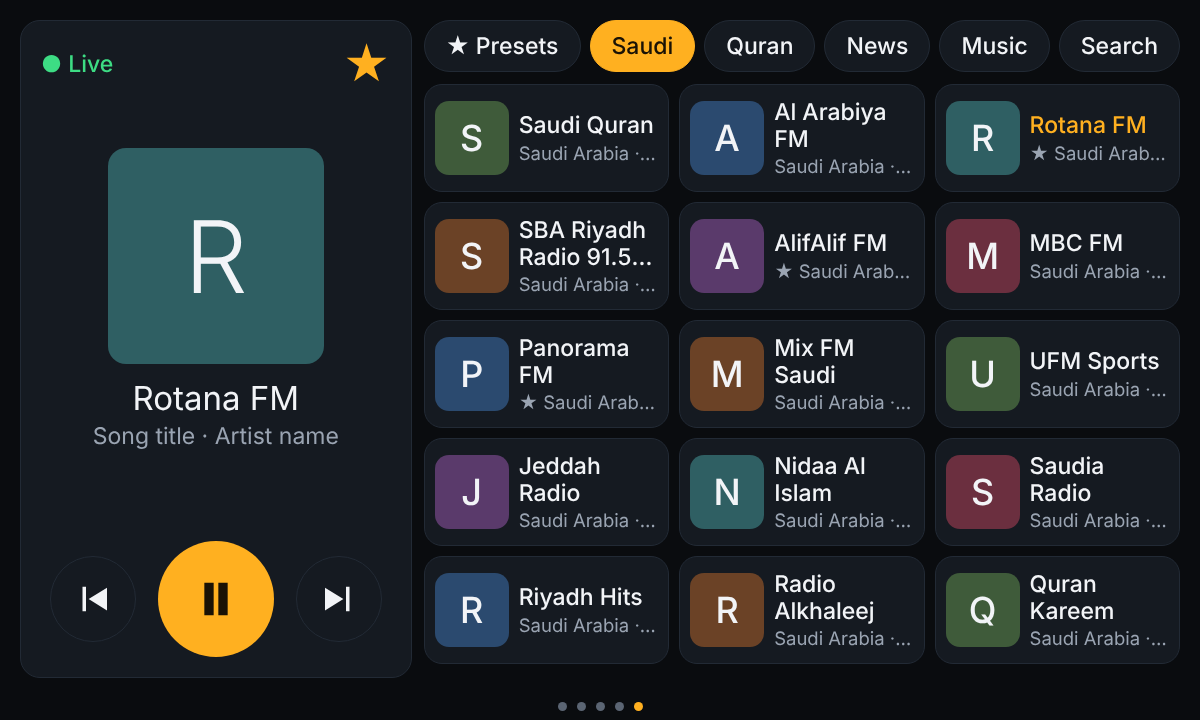 Live
★
R
Rotana FM
Song title · Artist name
★ Presets
Saudi
Quran
News
Music
Search
S
Saudi Quran
Saudi Arabia ·...
A
Al Arabiya
FM
Saudi Arabia ·...
R
Rotana FM
★ Saudi Arab...
S
SBA Riyadh
Radio 91.5...
Saudi Arabia ·...
A
AlifAlif FM
★ Saudi Arab...
M
MBC FM
Saudi Arabia ·...
P
Panorama
FM
★ Saudi Arab...
M
Mix FM
Saudi
Saudi Arabia ·...
U
UFM Sports
Saudi Arabia ·...
J
Jeddah
Radio
Saudi Arabia ·...
N
Nidaa Al
Islam
Saudi Arabia ·...
S
Saudia
Radio
Saudi Arabia ·...
R
Riyadh Hits
Saudi Arabia ·...
R
Radio
Alkhaleej
Saudi Arabia ·...
Q
Quran
Kareem
Saudi Arabia ·...